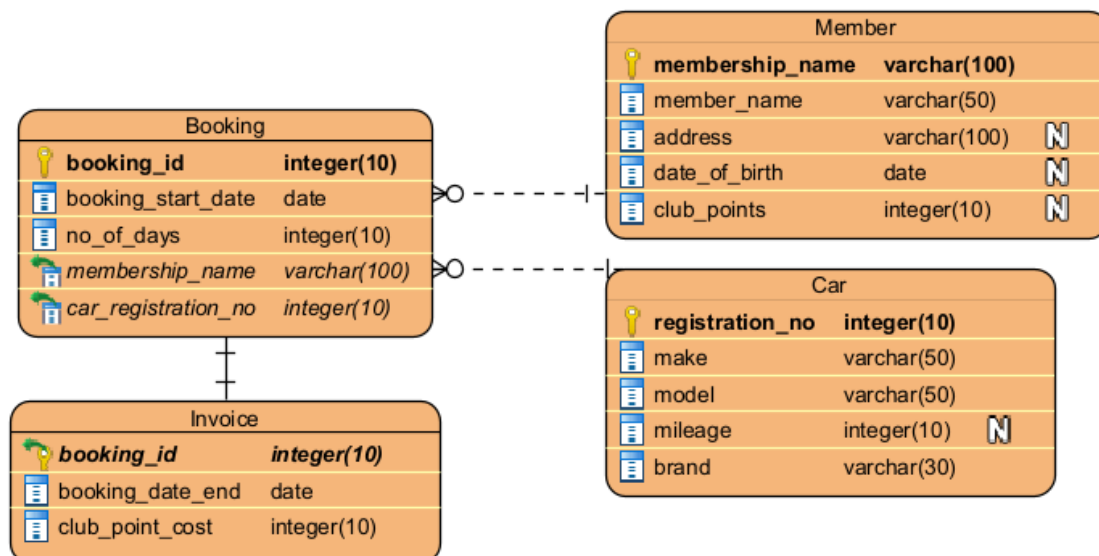 Member
membership_name varchar(100)
member_name varchar(50)
address varchar(100) N
date_of_birth date N
club_points integer(10) N
Booking
booking_id integer(10)
booking_start_date date
no_of_days integer(10)
membership_name varchar(100)
car_registration_no integer(10)
Car
registration_no integer(10)
make varchar(50)
model varchar(50)
mileage integer(10) N
brand varchar(30)
Invoice
booking_id integer(10)
booking_date_end date
club_point_cost integer(10)